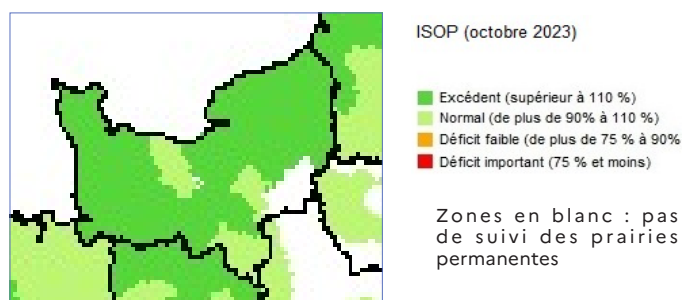 ISOP (octobre 2023)
Excédent (supérieur à 110 %)
Normal (de plus de 90% à 110 %)
Déficit faible (de plus de 75 % à 90%
Déficit important (75 % et moins)
Zones en blanc : pas
de suivi des prairies
permanentes